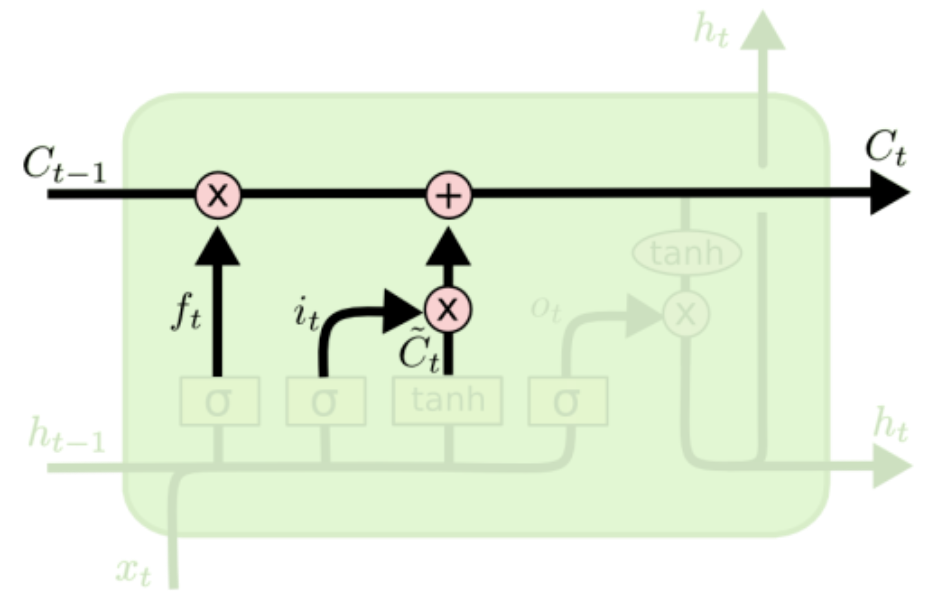 h_t
C_{t-1} C_t
x +
tanh
f_t i_t x o_t x
\tilde{C}_t
σ σ tanh σ
h_{t-1} h_t
x_t